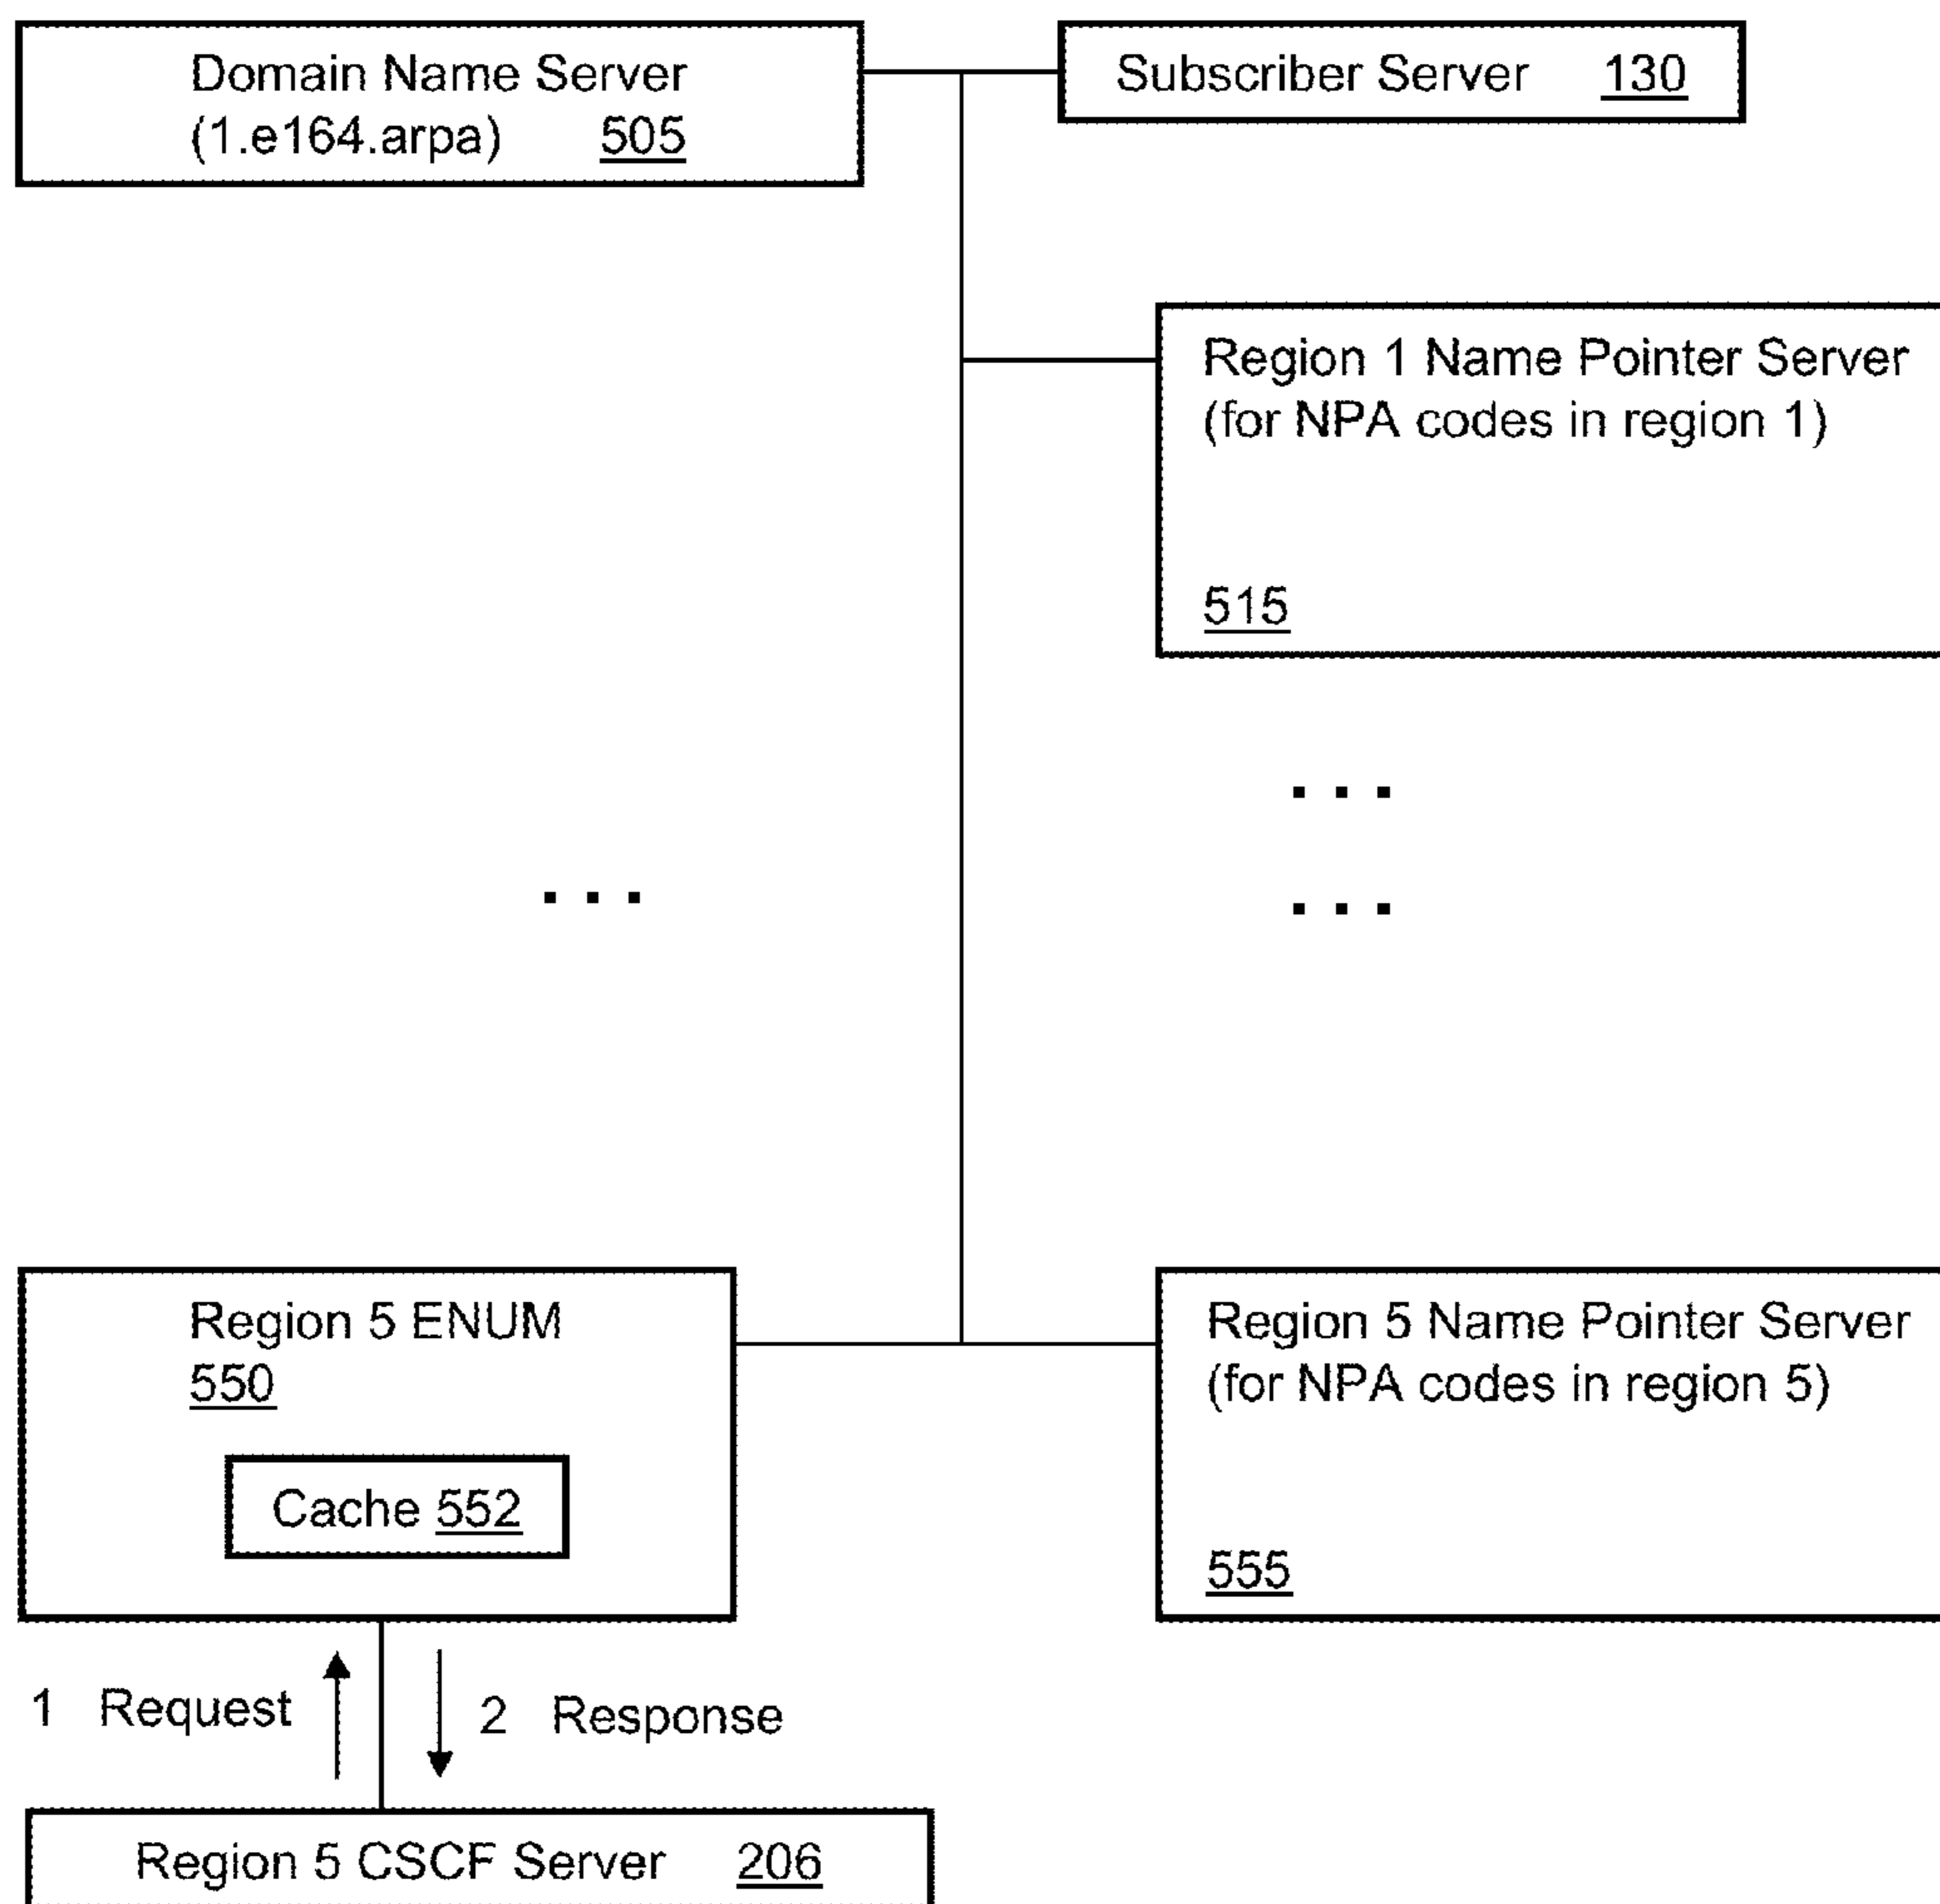 Domain Name Server
(1.e164.arpa) 505
Subscriber Server 130
Region 1 Name Pointer Server
(for NPA codes in region 1)
515
. . .
. . .
. . .
Region 5 ENUM
550
Cache 552
Region 5 Name Pointer Server
(for NPA codes in region 5)
555
1 Request
2 Response
Region 5 CSCF Server 206